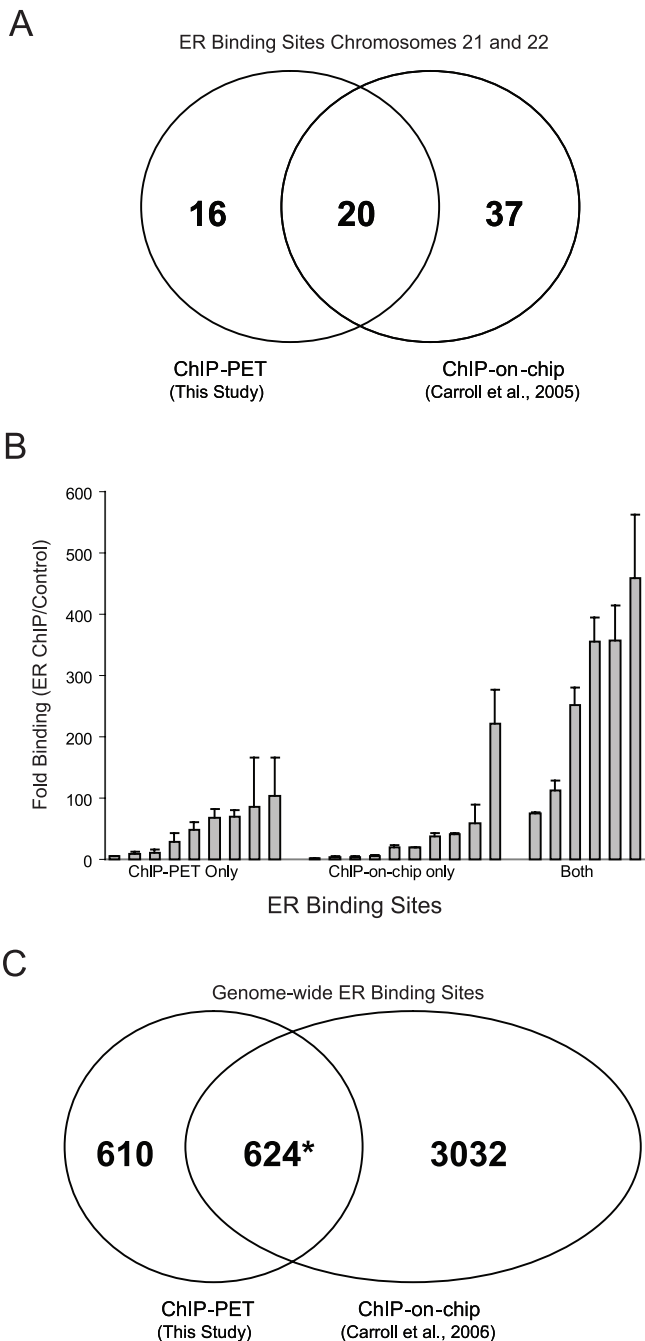 A
ER Binding Sites Chromosomes 21 and 22
16 20 37
ChIP-PET ChIP-on-chip
(This Study) (Carroll et al., 2005)
B
Fold Binding (ER ChIP/Control)
600
500
400
300
200
100
0
ChIP-PET Only ChIP-on-chip only Both
ER Binding Sites
C
Genome-wide ER Binding Sites
610 624* 3032
ChIP-PET ChIP-on-chip
(This Study) (Carroll et al., 2006)